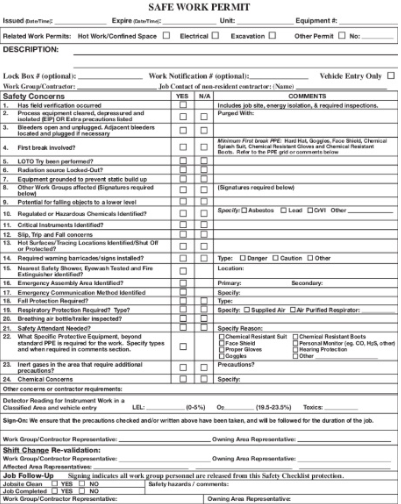 SAFE WORK PERMIT
Issued (Date/Time): Expire (Date/Time): Unit: Equipment #:
Related Work Permits: Hot Work/Confined Space Electrical Excavation Other Permit No:
DESCRIPTION:
Lock Box # (optional): Work Notification # (optional): Vehicle Entry Only
Work Group/Contractor: Job Contact of non-resident contractor: (Name)
Safety Concerns YES N/A COMMENTS
1. Has field verification occurred Includes job site, energy isolation, & required inspections.
2. Process equipment cleared, depressured and isolated (EIP) OR Extra precautions listed Purged With:
3. Bleeders open and unplugged. Adjacent bleeders located and plugged if necessary
4. First break involved? Minimum First break PPE: Hard Hat, Goggles, Face Shield, Chemical Splash Suit, Chemical Resistant Gloves and Chemical Resistant Boots. Refer to the PPE grid or comments below
5. LOTO Try been performed?
6. Radiation source Locked-Out?
7. Equipment grounded to prevent static build up
8. Other Work Groups affected (Signatures required below) (Signatures required below)
9. Potential for falling objects to a lower level
10. Regulated or Hazardous Chemicals Identified? Specify: Asbestos Lead CrVI Other
11. Critical Instruments Identified?
12. Slip, Trip and Fall concerns
13. Hot Surfaces/Tracing Locations Identified/Shut Off or Protected?
14. Required warning barricades/signs installed? Type: Danger Caution Other
15. Nearest Safety Shower, Eyewash Tested and Fire Extinguisher identified? Location:
16. Emergency Assembly Area Identified? Primary: Secondary:
17. Emergency Communication Method Identified Specify:
18. Fall Protection Required? Type:
19. Respiratory Protection Required? Type? Specify: Supplied Air Air Purified Respirator:
20. Breathing air bottle/trailer inspected?
21. Safety Attendant Needed? Specify Reason:
22. What Specific Protective Equipment, beyond standard PPE is required for the work. Specify types and when required in comments section.
Chemical Resistant Suit Chemical Resistant Boots
Face Shield Personal Monitor (eg. CO, H2S, other)
Proper Gloves Hearing Protection
Goggles Other
23. Inert gases in the area that require additional precautions? Precautions?
24. Chemical Concerns Specify:
Other concerns or contractor requirements:
Detector Reading for Instrument Work in a
Classified Area and vehicle entry LEL: (0-5%) O2 (19.5-23.5%) Toxics:
Sign-On: We ensure that the precautions checked and/or written above have been taken, and will be followed for the duration of the job.
Work Group/Contractor Representative: Owning Area Representative:
Shift Change Re-validation:
Work Group/Contractor Representative: Owning Area Representative:
Affected Area Representatives:
Job Follow-Up Signing indicates all work group personnel are released from this Safety Checklist protection.
Jobsite Clean YES NO Safety hazards / comments:
Job Completed YES NO
Work Group/Contractor Representative: Owning Area Representative: